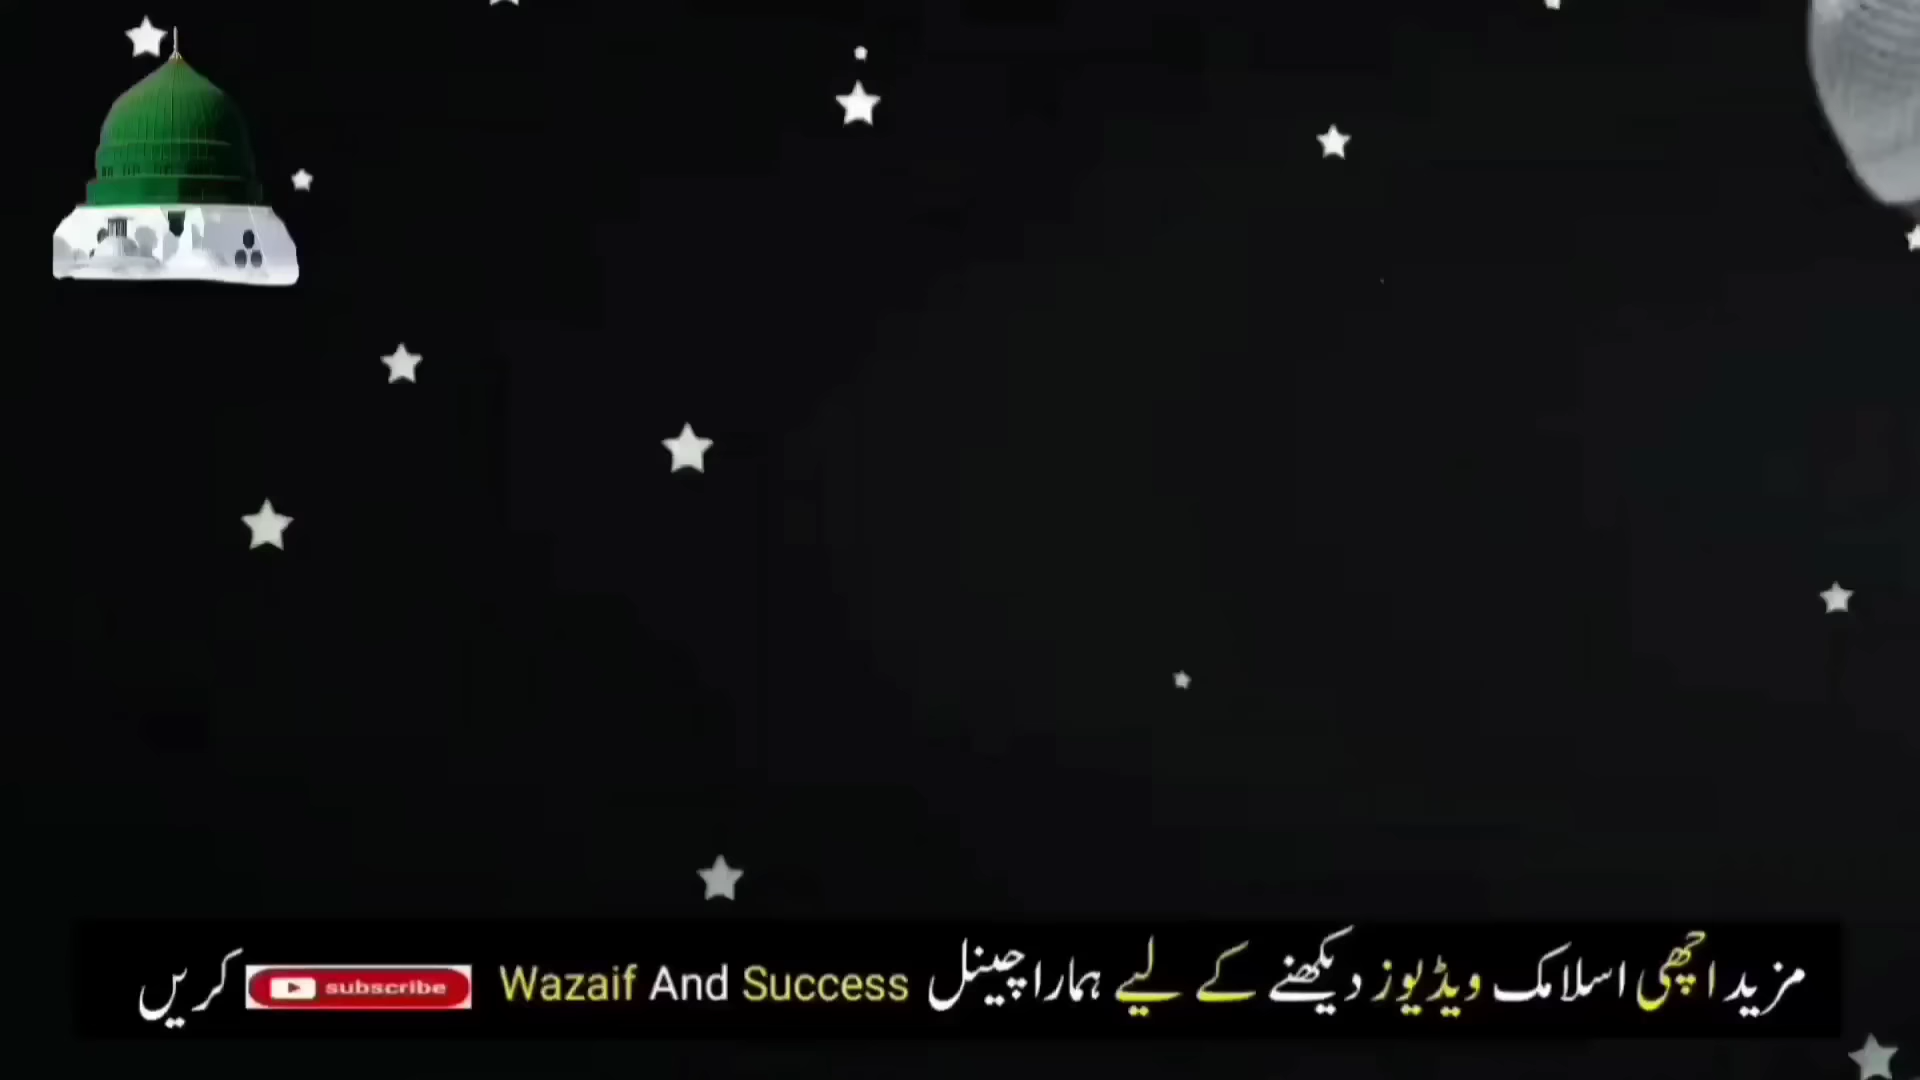 مزید اچھی اسلامک ویڈیوز دیکھنے کے لیے ہمارا چینل Wazaif And Success subscribe کریں